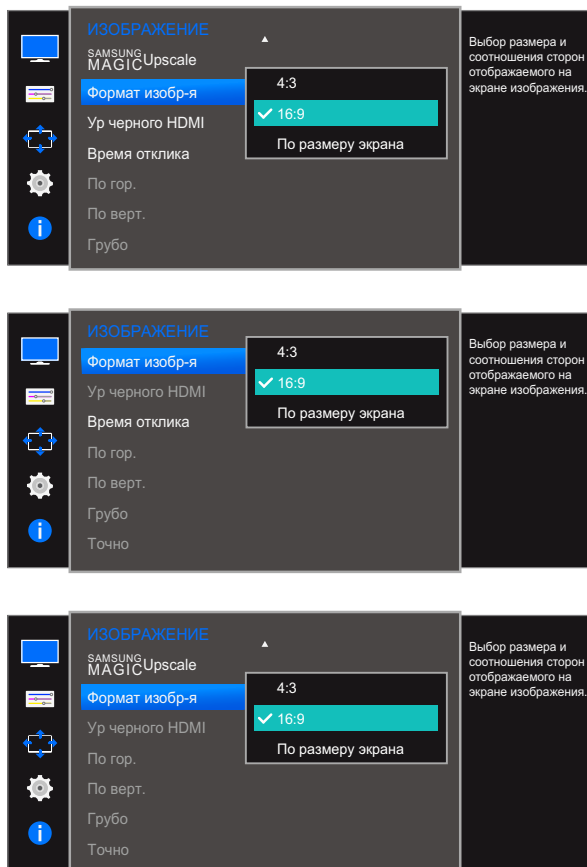 ИЗОБРАЖЕНИЕ
SAMSUNG
MAGICUpscale
Формат изобр-я
Ур черного HDMI
Время отклика
По гор.
По верт.
Грубо
4:3
16:9
По размеру экрана
Выбор размера и
соотношения сторон
отображаемого на
экране изображения.
ИЗОБРАЖЕНИЕ
Формат изобр-я
Ур черного HDMI
Время отклика
По гор.
По верт.
Грубо
Точно
4:3
16:9
По размеру экрана
Выбор размера и
соотношения сторон
отображаемого на
экране изображения.
ИЗОБРАЖЕНИЕ
SAMSUNG
MAGICUpscale
Формат изобр-я
Ур черного HDMI
По гор.
По верт.
Грубо
Точно
4:3
16:9
По размеру экрана
Выбор размера и
соотношения сторон
отображаемого на
экране изображения.